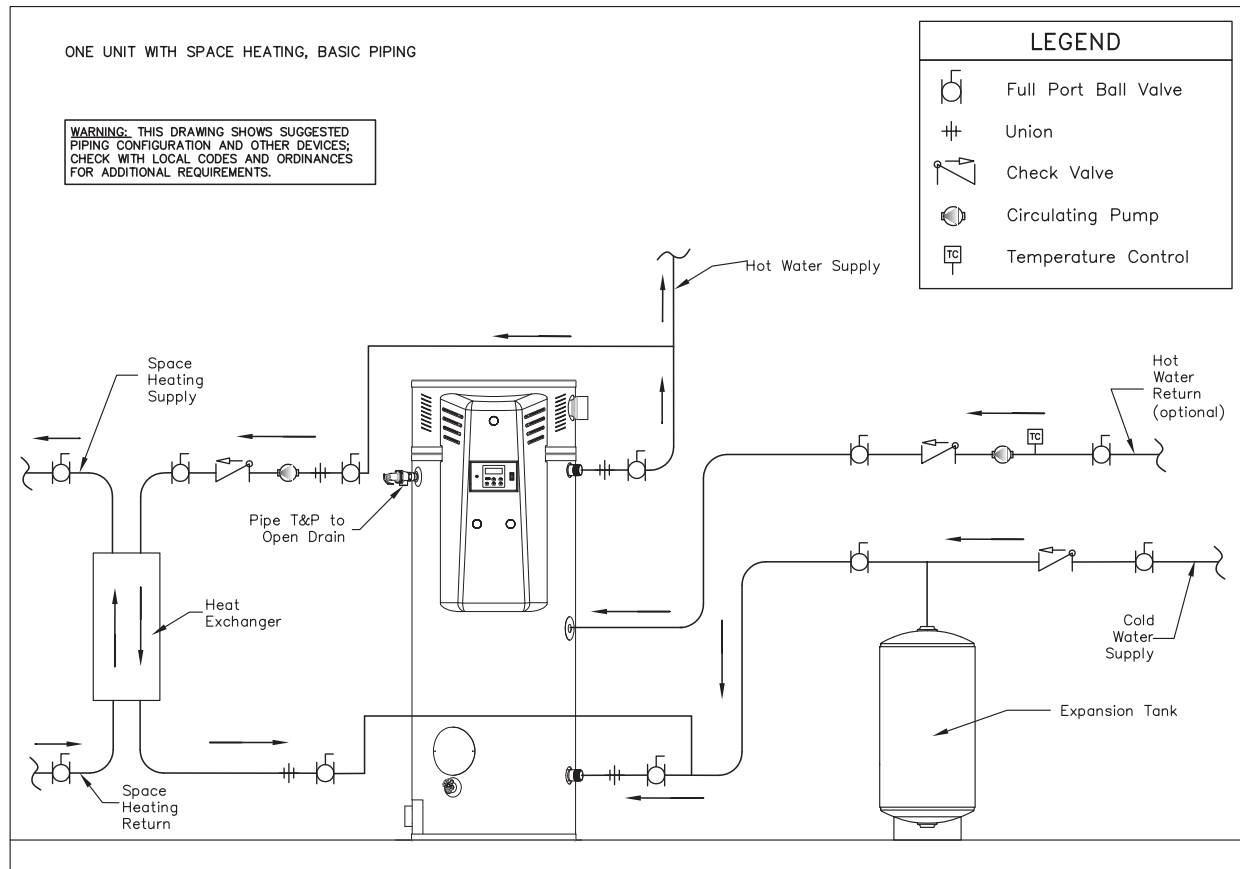 ONE UNIT WITH SPACE HEATING, BASIC PIPING
WARNING: THIS DRAWING SHOWS SUGGESTED
PIPING CONFIGURATION AND OTHER DEVICES;
CHECK WITH LOCAL CODES AND ORDINANCES
FOR ADDITIONAL REQUIREMENTS.
LEGEND
Full Port Ball Valve
Union
Check Valve
Circulating Pump
TC
Temperature Control
Hot Water Supply
Space
Heating
Supply
Hot
Water
Return
(optional)
TC
Pipe T&P to
Open Drain
Heat
Exchanger
Cold
Water
Supply
Expansion Tank
Space
Heating
Return